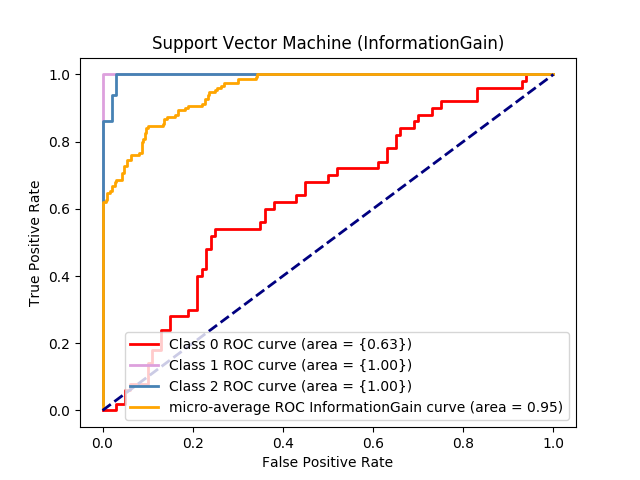 Support Vector Machine (InformationGain)
1.0
0.8
0.6
0.4
0.2
0.0
True Positive Rate
Class 0 ROC curve (area = {0.63})
Class 1 ROC curve (area = {1.00})
Class 2 ROC curve (area = {1.00})
micro-average ROC InformationGain curve (area = 0.95)
0.0 0.2 0.4 0.6 0.8 1.0
False Positive Rate